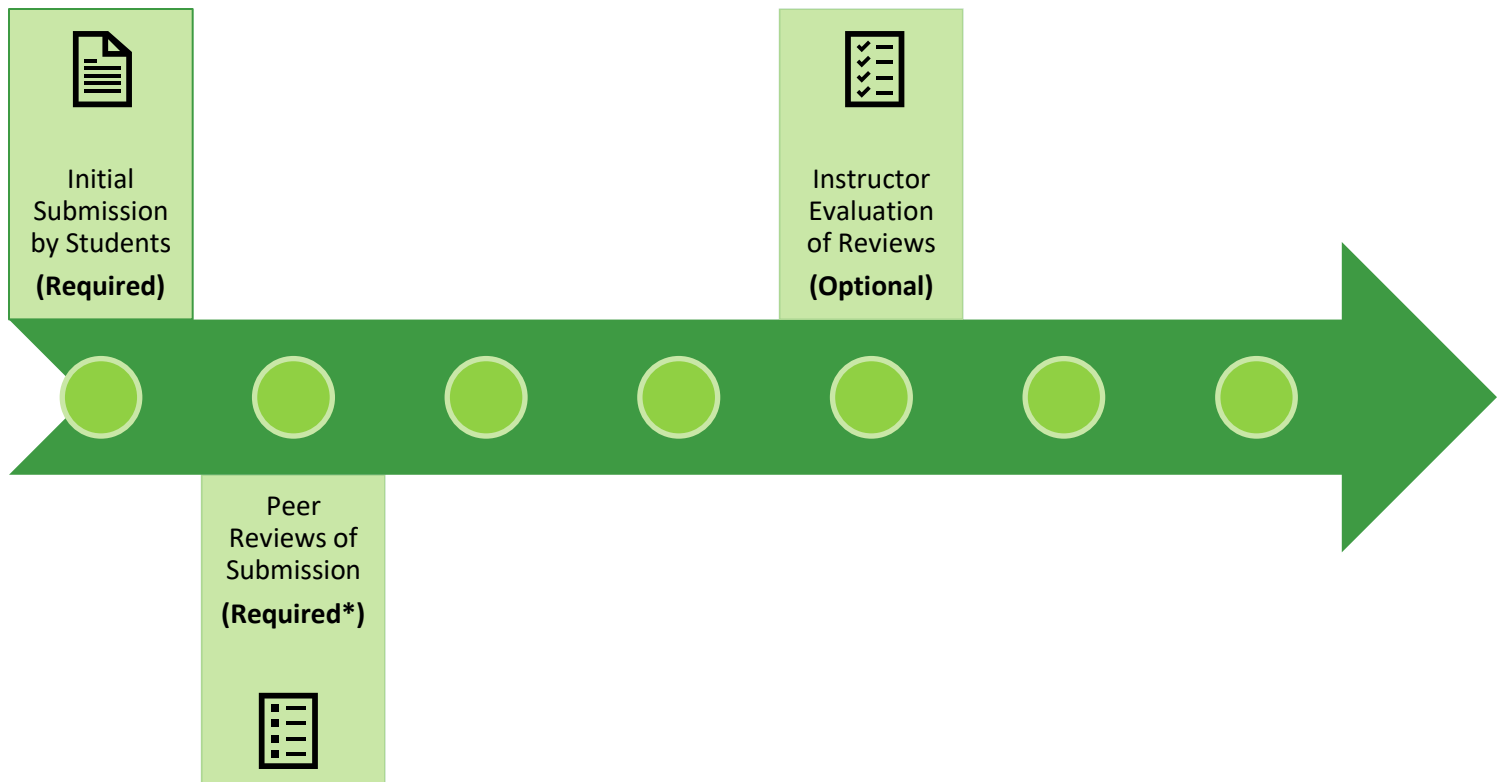 Initial
Submission
by Students
(Required)
Peer
Reviews of
Submission
(Required*)
Instructor
Evaluation
of Reviews
(Optional)